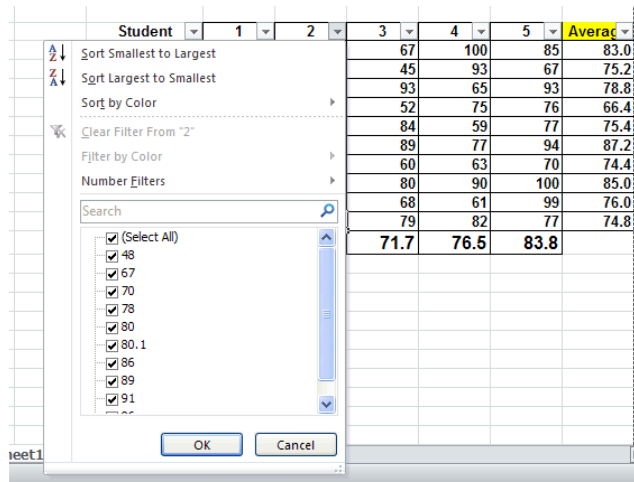 Student 1 2 3 4 5 Averag
Sort Smallest to Largest 67 100 85 83.0
45 93 67 75.2
Sort Largest to Smallest 93 65 93 78.8
Sort by Color 52 75 76 66.4
Clear Filter From "2" 84 59 77 75.4
Filter by Color 89 77 94 87.2
Number Filters 60 63 70 74.4
80 90 100 85.0
Search 68 61 99 76.0
79 82 77 74.8
(Select All) 71.7 76.5 83.8
48
67
70
78
80
80.1
86
89
91
OK Cancel
heet1